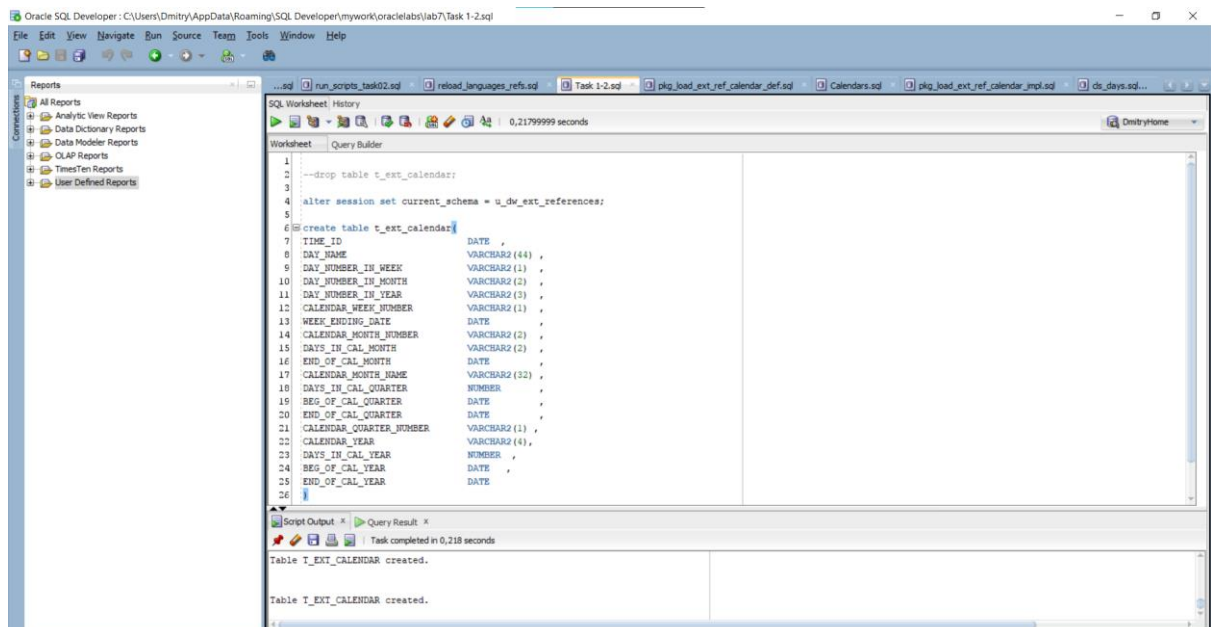 Oracle SQL Developer : C:\Users\Dmitry\AppData\Roaming\SQL Developer\mywork\oraclelabs\lab7\Task 1-2.sql
File Edit View Navigate Run Source Team Tools Window Help
Connections
Reports
All Reports
Analytic View Reports
Data Dictionary Reports
Data Modeler Reports
OLAP Reports
TimesTen Reports
User Defined Reports
...sql run_scripts_task02.sql reload_languages_refs.sql Task 1-2.sql pkg_load_ext_ref_calendar_def.sql Calendars.sql pkg_load_ext_ref_calendar_impl.sql ds_days.sql...
SQL Worksheet History
0,21799999 seconds
DmitryHome
Worksheet Query Builder
1
2 --drop table t_ext_calendar;
3
4 alter session set current_schema = u_dw_ext_references;
5
6 create table t_ext_calendar(
7 TIME_ID DATE ,
8 DAY_NAME VARCHAR2(44) ,
9 DAY_NUMBER_IN_WEEK VARCHAR2(1) ,
10 DAY_NUMBER_IN_MONTH VARCHAR2(2) ,
11 DAY_NUMBER_IN_YEAR VARCHAR2(3) ,
12 CALENDAR_WEEK_NUMBER VARCHAR2(1) ,
13 WEEK_ENDING_DATE DATE ,
14 CALENDAR_MONTH_NUMBER VARCHAR2(2) ,
15 DAYS_IN_CAL_MONTH VARCHAR2(2) ,
16 END_OF_CAL_MONTH DATE ,
17 CALENDAR_MONTH_NAME VARCHAR2(32) ,
18 DAYS_IN_CAL_QUARTER NUMBER ,
19 BEG_OF_CAL_QUARTER DATE ,
20 END_OF_CAL_QUARTER DATE ,
21 CALENDAR_QUARTER_NUMBER VARCHAR2(1) ,
22 CALENDAR_YEAR VARCHAR2(4),
23 DAYS_IN_CAL_YEAR NUMBER ,
24 BEG_OF_CAL_YEAR DATE ,
25 END_OF_CAL_YEAR DATE
26 )
Script Output Query Result
Task completed in 0,218 seconds
Table T_EXT_CALENDAR created.
Table T_EXT_CALENDAR created.